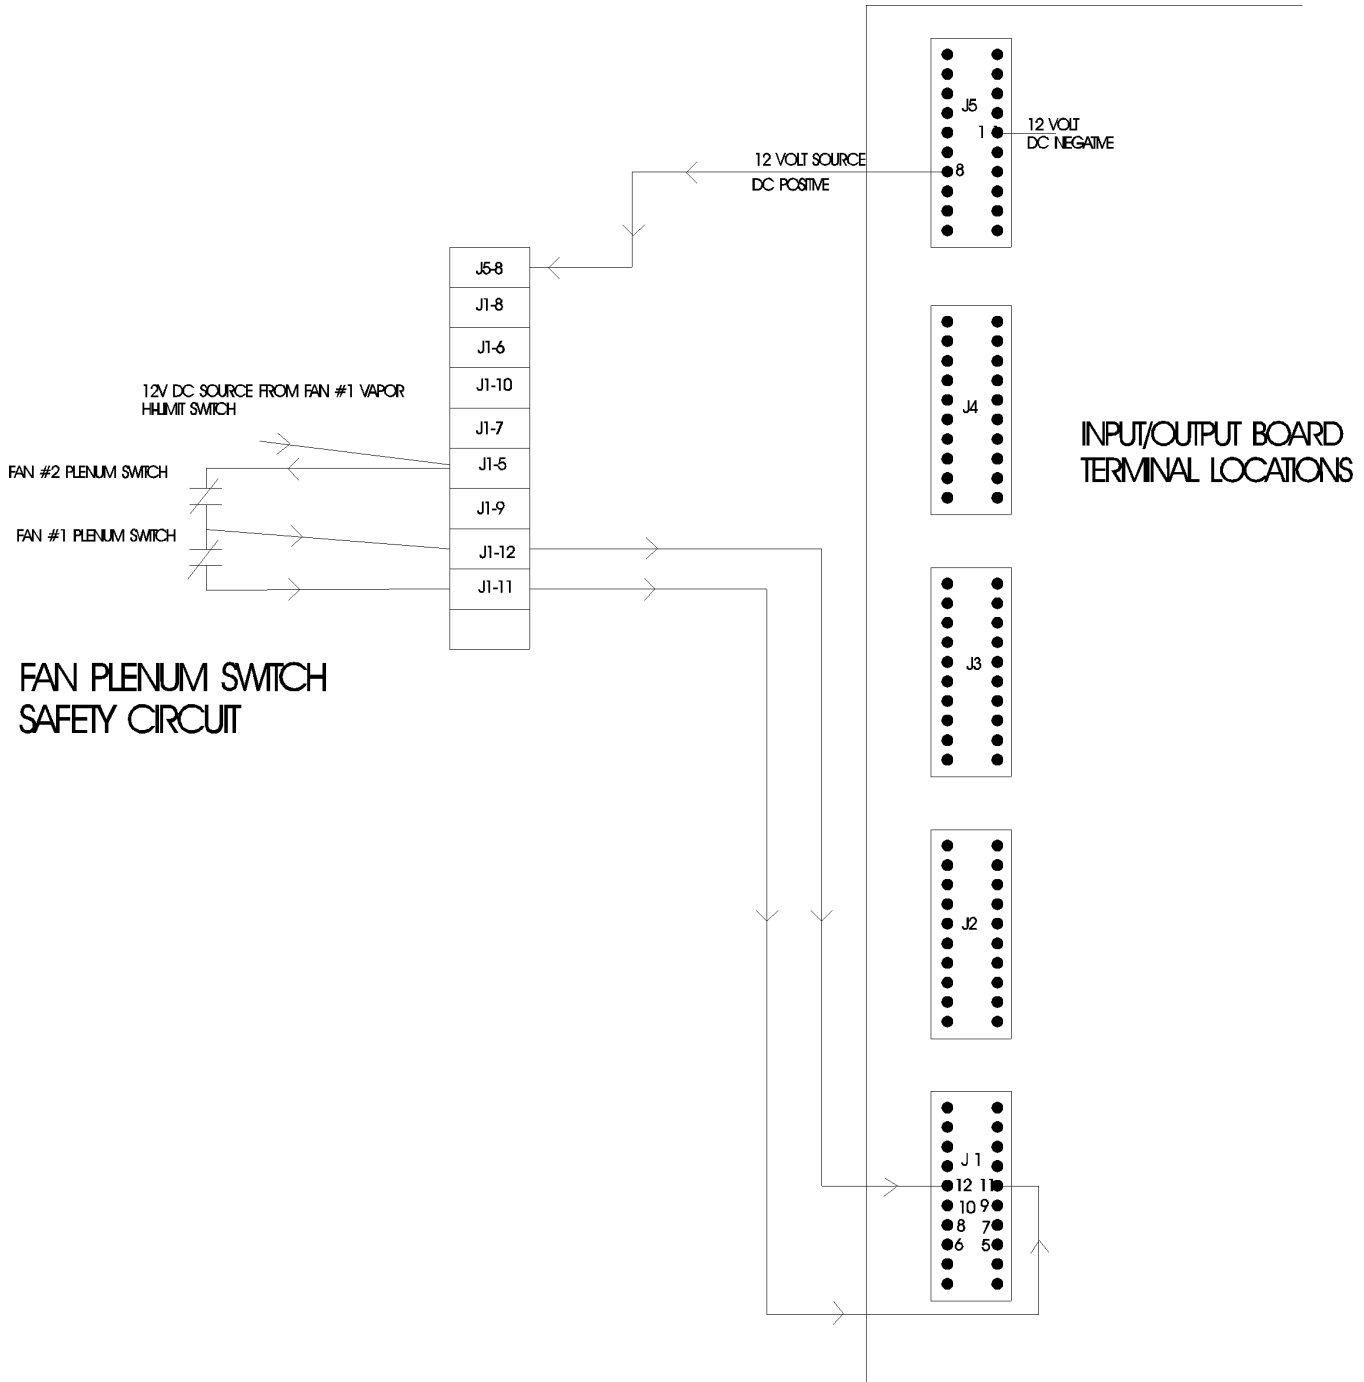 J5
1 1
12 VOLT
DC NEGATIVE
12 VOLT SOURCE
DC POSITIVE
8
J5-8
J1-8
J1-6
J1-10
J1-7
J1-5
J1-9
J1-12
J1-11
12V DC SOURCE FROM FAN #1 VAPOR
HI-LIMIT SWITCH
FAN #2 PLENUM SWITCH
FAN #1 PLENUM SWITCH
FAN PLENUM SWITCH
SAFETY CIRCUIT
J4
INPUT/OUTPUT BOARD
TERMINAL LOCATIONS
J3
J2
J 1
12 11
10 9
8 7
6 5